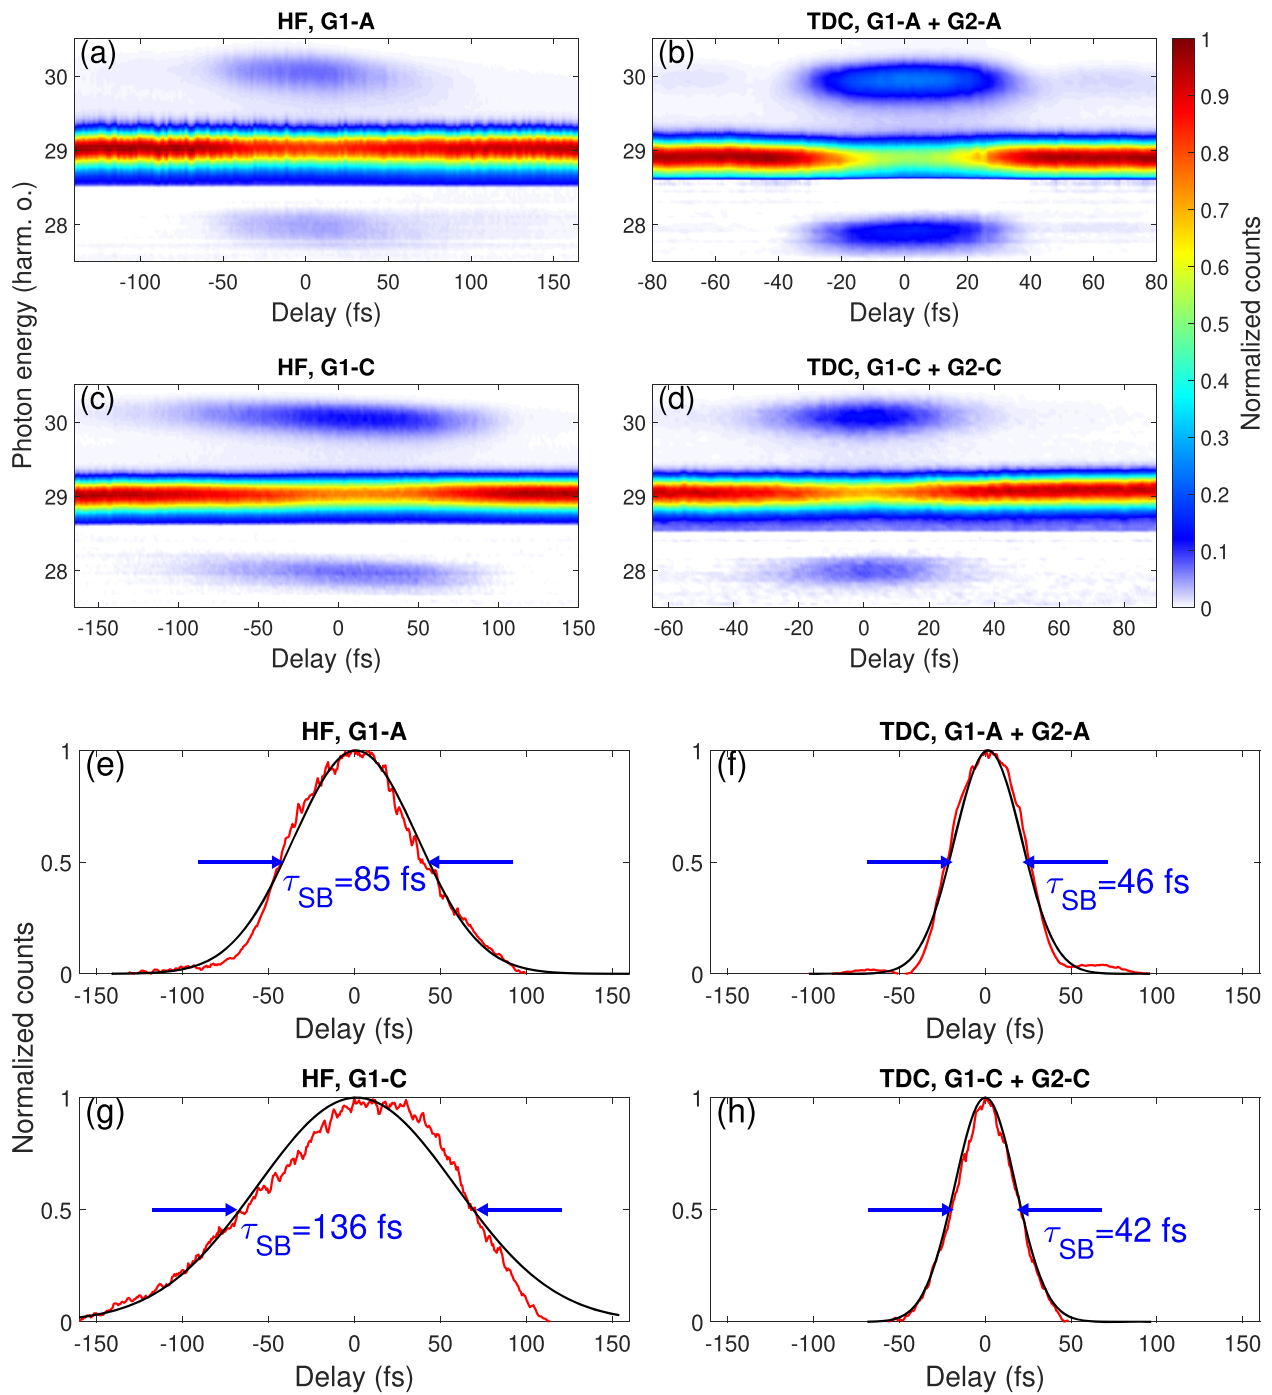 HF, G1-A
TDC, G1-A + G2-A
(a)
(b)
30
29
28
-100 -50 0 50 100 150
Delay (fs)
30
29
28
-80 -60 -40 -20 0 20 40 60 80
Delay (fs)
1
0.9
0.8
0.7
0.6
0.5
0.4
0.3
0.2
0.1
0
Normalized counts
Photon energy (harm. o.)
HF, G1-C
TDC, G1-C + G2-C
(c)
(d)
30
29
28
-150 -100 -50 0 50 100 150
Delay (fs)
30
29
28
-60 -40 -20 0 20 40 60 80
Delay (fs)
HF, G1-A
TDC, G1-A + G2-A
(e)
(f)
1
0.5
0
τSB=85 fs
-150 -100 -50 0 50 100 150
Delay (fs)
1
0.5
0
τSB=46 fs
-150 -100 -50 0 50 100 150
Delay (fs)
Normalized counts
HF, G1-C
TDC, G1-C + G2-C
(g)
(h)
1
0.5
0
τSB=136 fs
-150 -100 -50 0 50 100 150
Delay (fs)
1
0.5
0
τSB=42 fs
-150 -100 -50 0 50 100 150
Delay (fs)